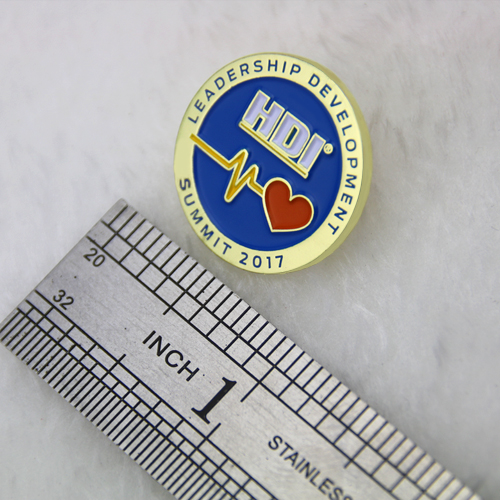 LEADERSHIP DEVELOPMENT
HDI®
SUMMIT 2017
20
32
INCH 1
STAINLESS